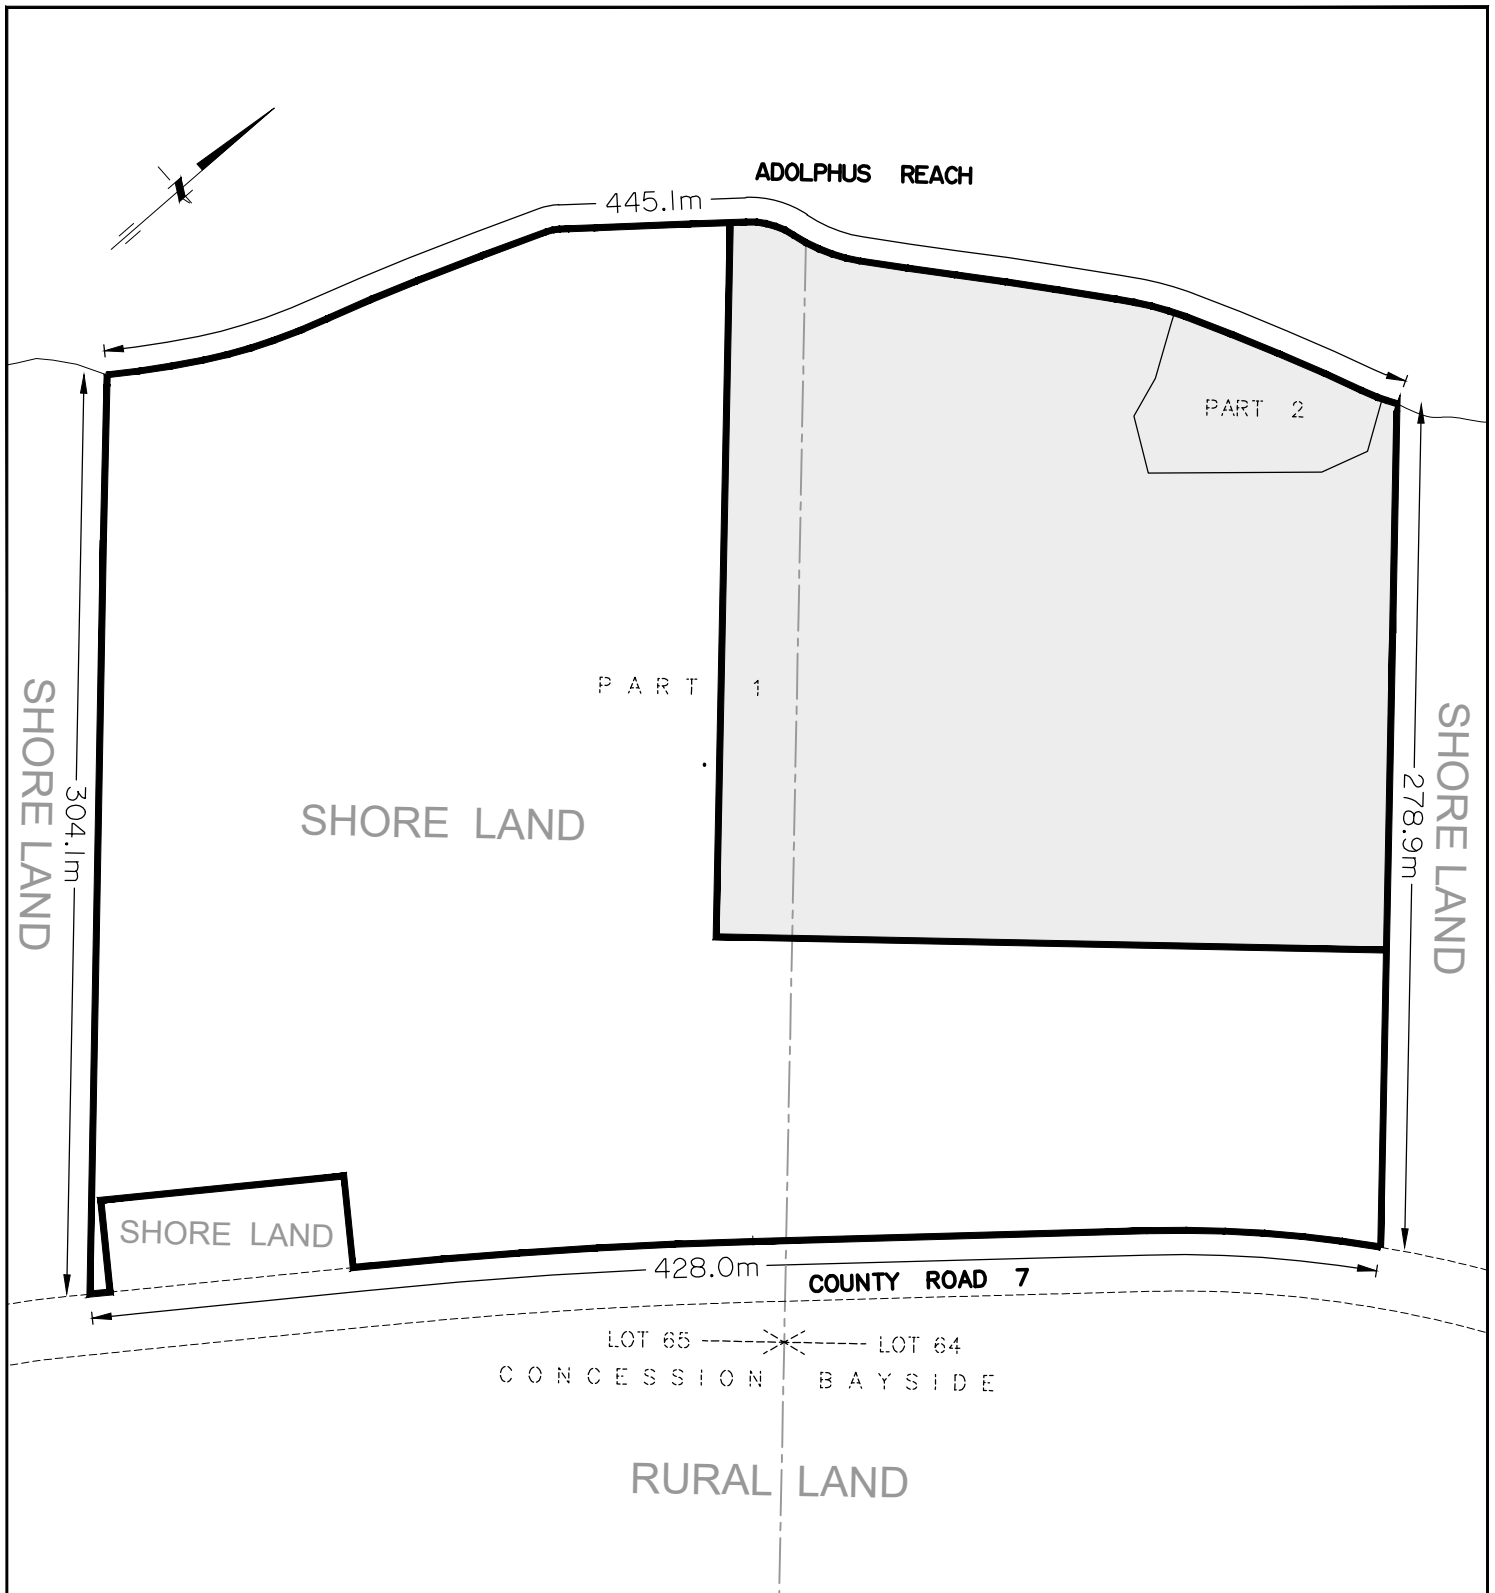 ADOLPHUS REACH
445.1m
N
PART 2
PART 1
SHORE LAND
304.1m
SHORE LAND
278.9m
SHORE LAND
SHORE LAND
428.0m
COUNTY ROAD 7
LOT 65 LOT 64
CONCESSION BAYSIDE
RURAL LAND